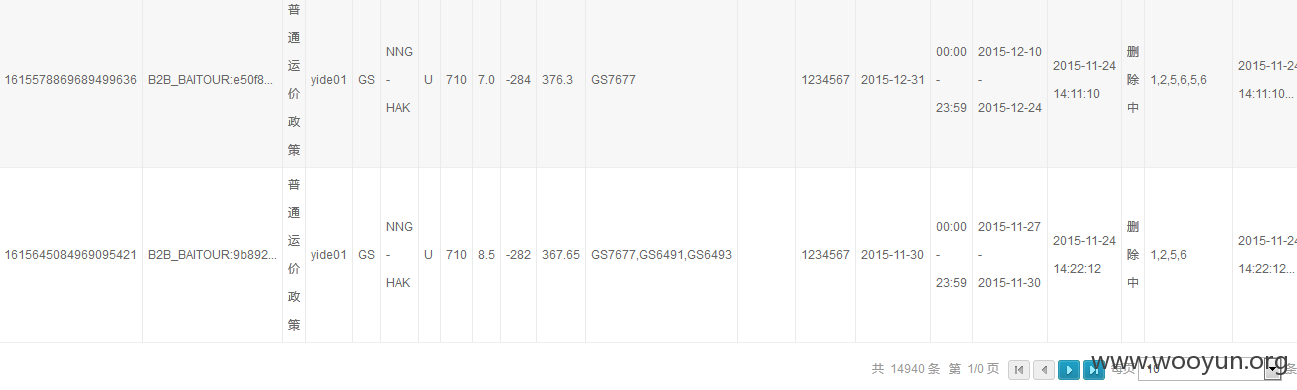 1615578869689499636 B2B_BAITOUR:e50f8... 普通运价政策 yide01 GS NNG - HAK U 710 7.0 -284 376.3 GS7677 1234567 2015-12-31 00:00 - 23:59 2015-12-10 - 2015-12-24 2015-11-24 14:11:10 删除中 1,2,5,6,5,6 2015-11-24 14:11:10...
1615645084969095421 B2B_BAITOUR:9b892... 普通运价政策 yide01 GS NNG - HAK U 710 8.5 -282 367.65 GS7677,GS6491,GS6493 1234567 2015-11-30 00:00 - 23:59 2015-11-27 - 2015-11-30 2015-11-24 14:22:12 删除中 1,2,5,6 2015-11-24 14:22:12...
共 14940 条 第 1/0 页 每页 10 条
www.wooyun.org